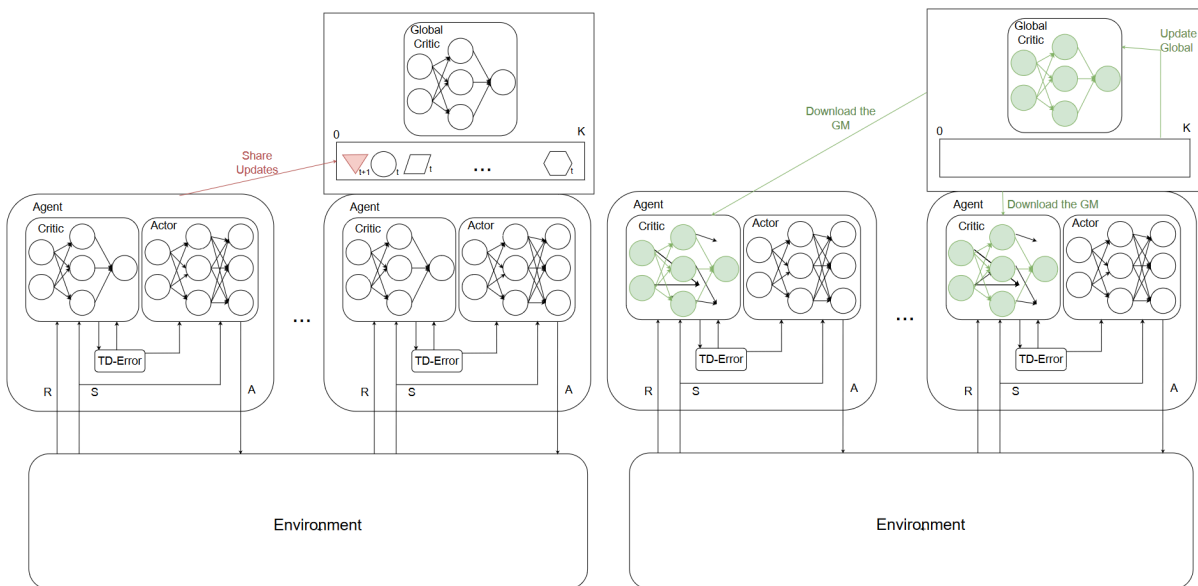 Global
Critic
0
K
t+1
t
t
...
t
Share
Updates
Agent
Critic
Actor
TD-Error
R
S
A
...
Agent
Critic
Actor
TD-Error
R
S
A
Environment
Global
Critic
Update
Global
0
K
Download the
GM
Download the GM
Agent
Critic
Actor
TD-Error
R
S
A
...
Agent
Critic
Actor
TD-Error
R
S
A
Environment